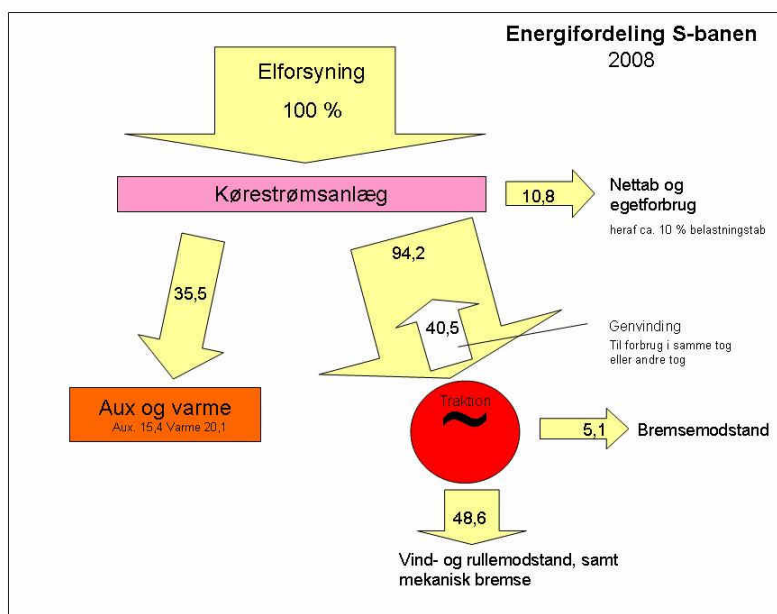 Energifordeling S-banen
2008
Elforsyning
100 %
Kørestrømsanlæg
10,8
Nettab og
egetforbrug
heraf ca. 10 % belastningstab
94,2
35,5
40,5
Genvinding
Til forbrug i samme tog
eller andre tog
Aux og varme
Aux. 15,4 Varme 20,1
Traktion
~
5,1
Bremsemodstand
48,6
Vind- og rullemodstand, samt
mekanisk bremse